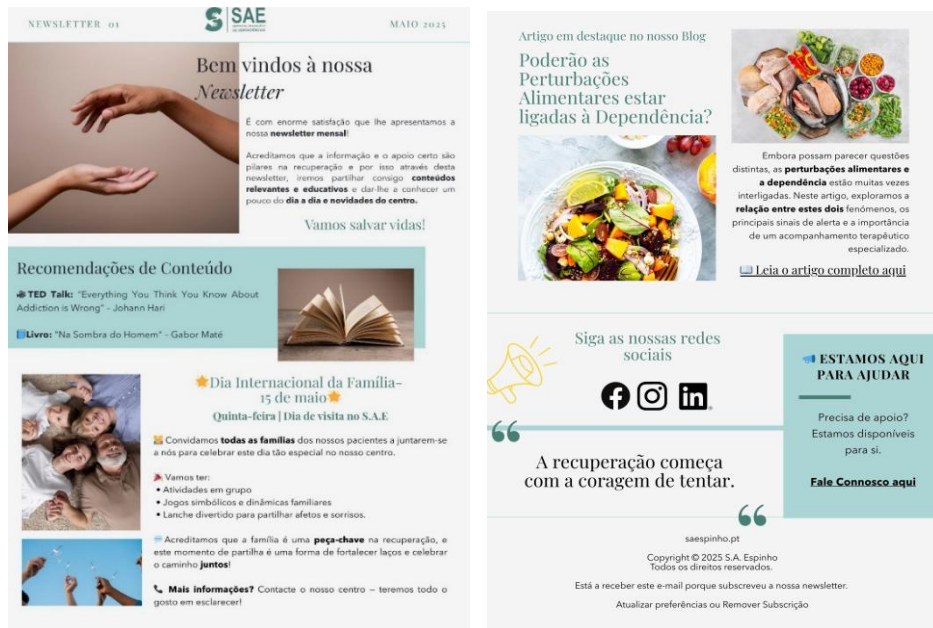 NEWSLETTER 01
SAE
MAIO 2025
Bem vindos à nossa
Newsletter
É com enorme satisfação que lhe apresentamos a
nossa newsletter mensal!
Acreditamos que a informação e o apoio certo são
pilares na recuperação e por isso através desta
newsletter, iremos partilhar consigo conteúdos
relevantes e educativos e dar-lhe a conhecer um
pouco do dia a dia e novidades do centro.
Vamos salvar vidas!
Recomendações de Conteúdo
TED Talk: "Everything You Think You Know About
Addiction is Wrong" – Johann Hari
Livro: "Na Sombra do Homem" - Gabor Maté
Dia Internacional da Família–
15 de maio
Quinta-feira | Dia de visita no S.A.E
Convidamos todas as famílias dos nossos pacientes a juntarem-se
a nós para celebrar este dia tão especial no nosso centro.
Vamos ter:
• Atividades em grupo
• Jogos simbólicos e dinâmicas familiares
• Lanche divertido para partilhar afetos e sorrisos.
Acreditamos que a família é uma peça-chave na recuperação, e
este momento de partilha é uma forma de fortalecer laços e celebrar
o caminho juntos!
Mais informações? Contacte o nosso centro – teremos todo o
gosto em esclarecer!
Artigo em destaque no nosso Blog
Poderão as
Perturbações
Alimentares estar
ligadas à Dependência?
Embora possam parecer questões
distintas, as perturbações alimentares e
a dependência estão muitas vezes
interligadas. Neste artigo, exploramos a
relação entre estes dois fenómenos, os
principais sinais de alerta e a importância
de um acompanhamento terapêutico
especializado.
Leia o artigo completo aqui
Siga as nossas redes
sociais
in
ESTAMOS AQUI
PARA AJUDAR
Precisa de apoio?
Estamos disponíveis
para si.
Fale Connosco aqui
A recuperação começa
com a coragem de tentar.
saespinho.pt
Copyright © 2025 S.A. Espinho
Todos os direitos reservados.
Está a receber este e-mail porque subscreveu a nossa newsletter.
Atualizar preferências ou Remover Subscrição